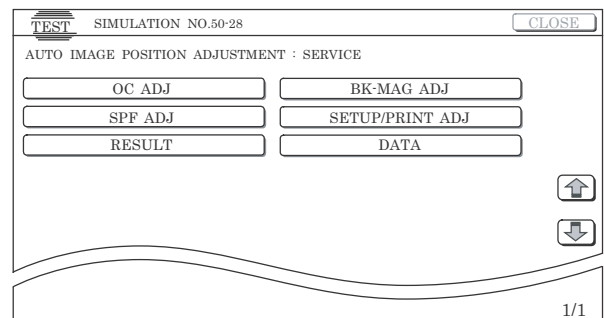 TEST SIMULATION NO.50-28 CLOSE
AUTO IMAGE POSITION ADJUSTMENT : SERVICE
OC ADJ BK-MAG ADJ
SPF ADJ SETUP/PRINT ADJ
RESULT DATA
1/1